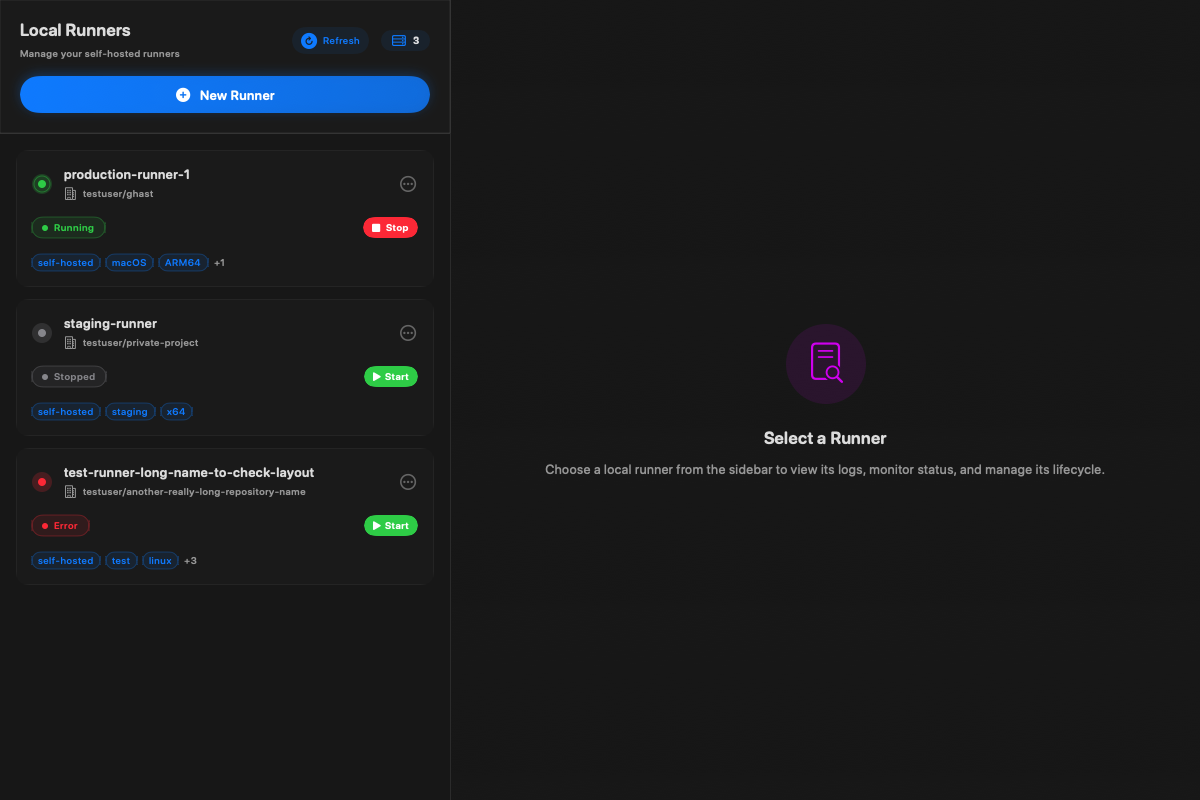 Local Runners
Manage your self-hosted runners
Refresh
3
New Runner
production-runner-1
testuser/ghast
Running
Stop
self-hosted macOS ARM64 +1
staging-runner
testuser/private-project
Stopped
Start
self-hosted staging x64
test-runner-long-name-to-check-layout
testuser/another-really-long-repository-name
Error
Start
self-hosted test linux +3
Select a Runner
Choose a local runner from the sidebar to view its logs, monitor status, and manage its lifecycle.